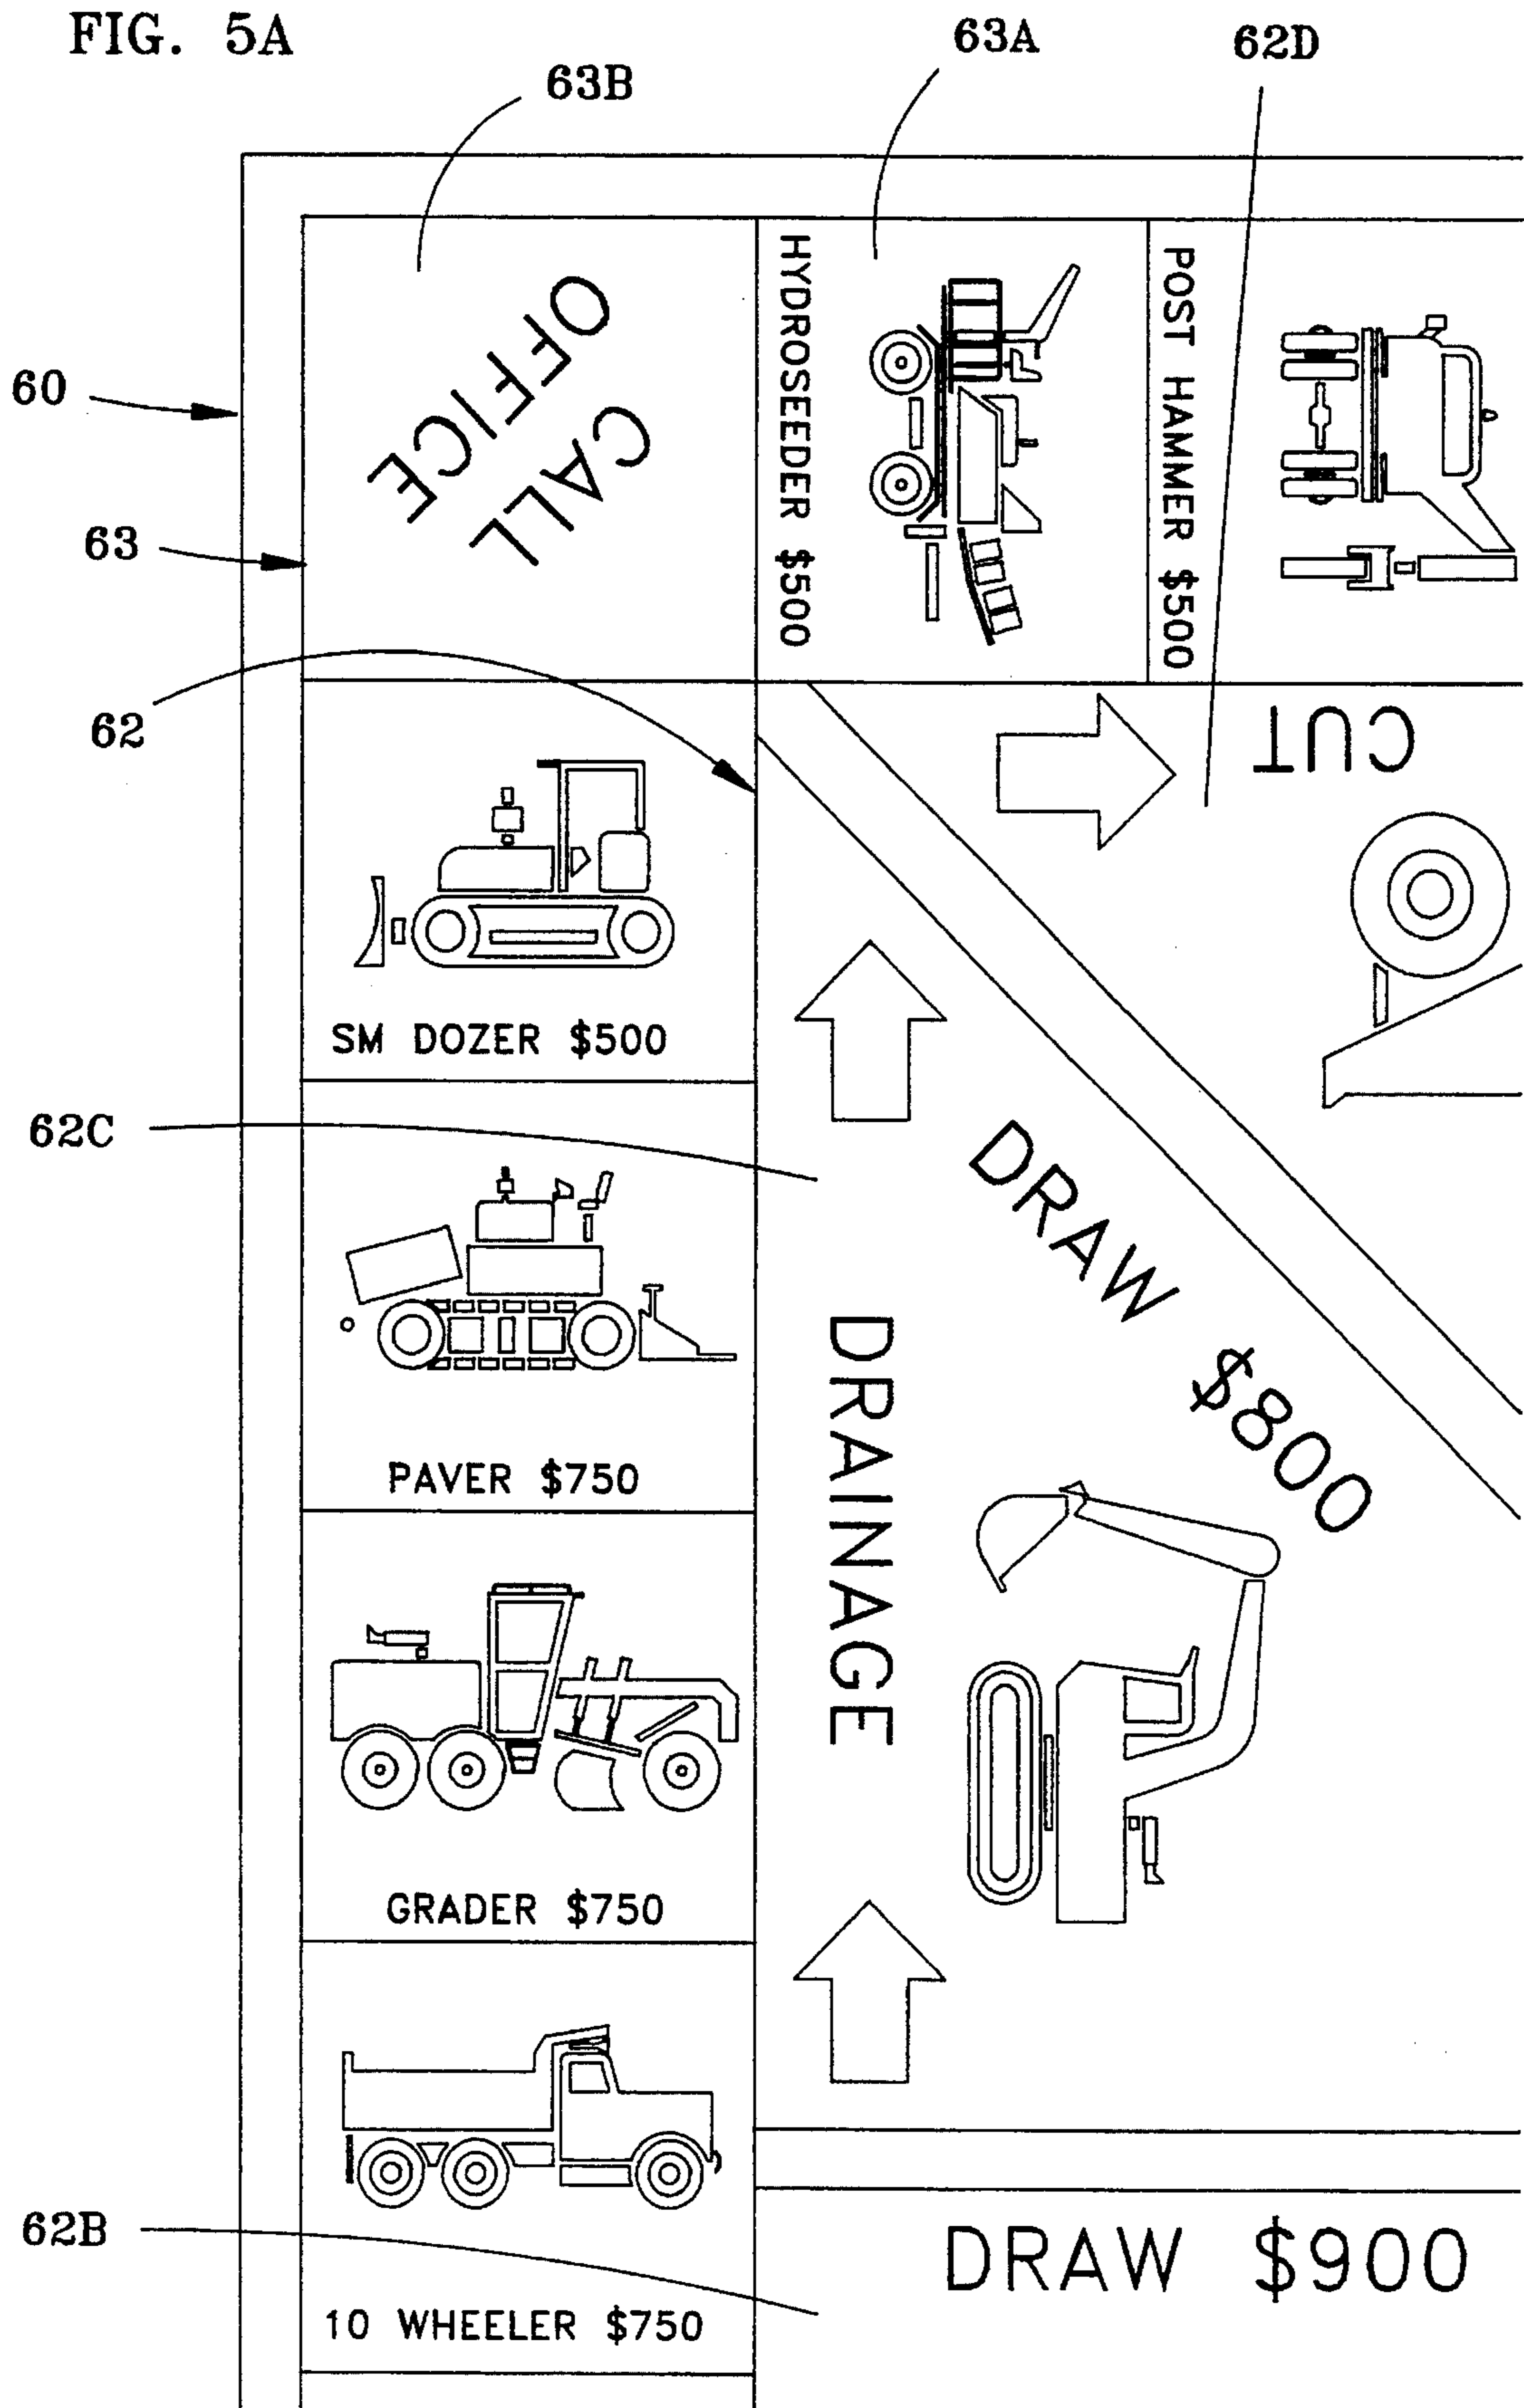 FIG. 5A
63B
63A
62D
60
63
62
62C
62B
CALL
OFFICE
HYDROSEEDER $500
POST HAMMER $500
CUT
SM DOZER $500
PAVER $750
GRADER $750
10 WHEELER $750
DRAW $800
DRAINAGE
DRAW $900